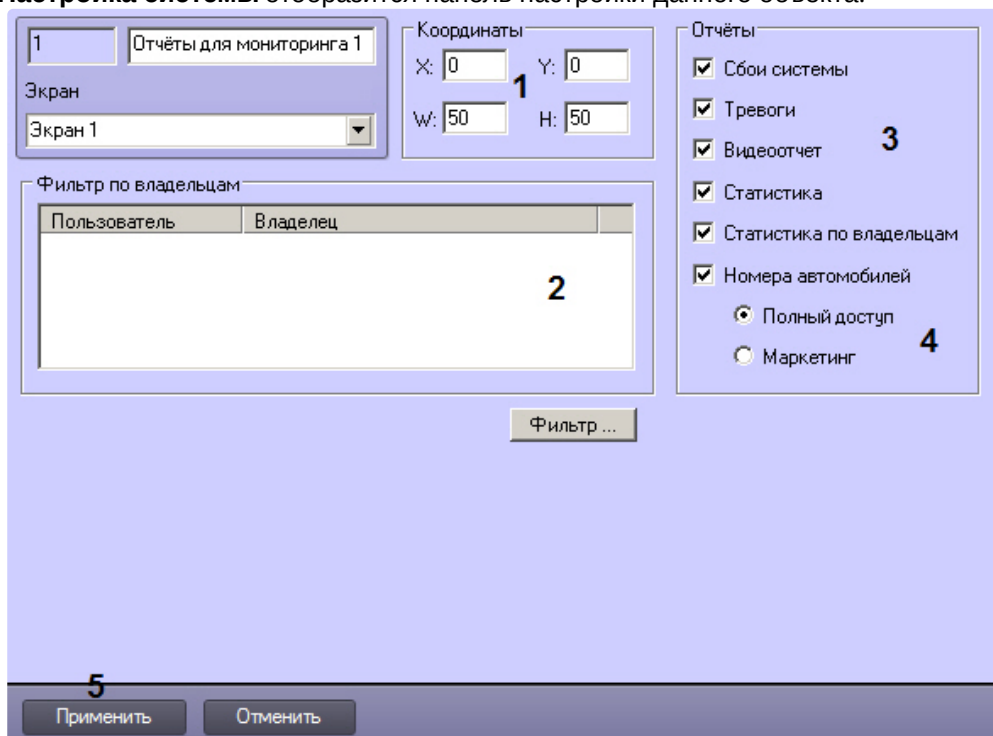 Настройка системы отобразится панель настройки данного объекта.
1
Отчёты для мониторинга 1
Экран
Экран 1
Координаты
X: 0 Y: 0
1
W: 50 H: 50
Фильтр по владельцам
Пользователь Владелец
2
Фильтр ...
Отчёты
Сбои системы
Тревоги
3
Видеоотчет
Статистика
Статистика по владельцам
Номера автомобилей
Полный доступ
4
Маркетинг
5
Применить Отменить